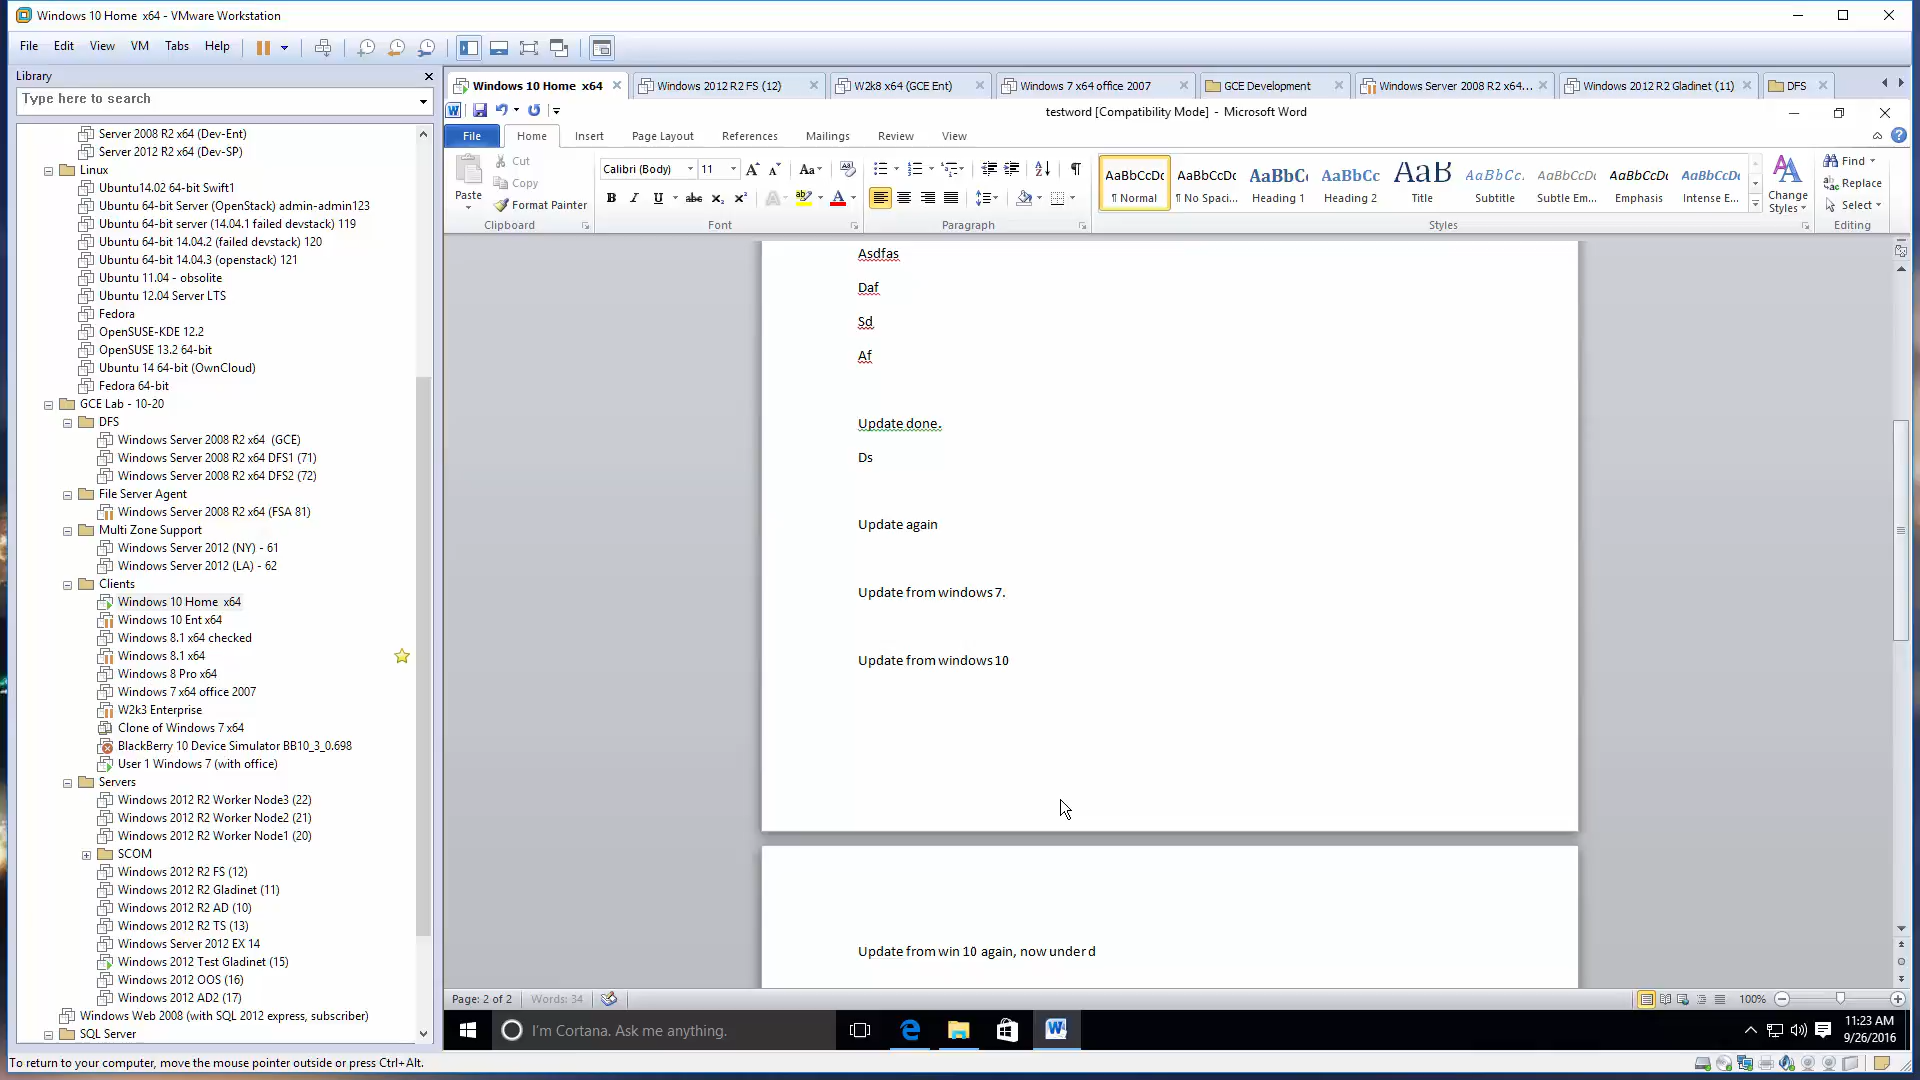 Windows 10 Home  x64 - VMware Workstation
File Edit View VM Tabs Help
Library
Type here to search
Server 2008 R2 x64 (Dev-Ent)
Server 2012 R2 x64 (Dev-SP)
Linux
Ubuntu14.02 64-bit Swift1
Ubuntu 64-bit Server (OpenStack) admin-admin123
Ubuntu 64-bit server (14.04.1 failed devstack) 119
Ubuntu 64-bit 14.04.2 (failed devstack) 120
Ubuntu 64-bit 14.04.3 (openstack) 121
Ubuntu 11.04 - obsolite
Ubuntu 12.04 Server LTS
Fedora
OpenSUSE-KDE 12.2
OpenSUSE 13.2 64-bit
Ubuntu 14 64-bit (OwnCloud)
Fedora 64-bit
GCE Lab - 10-20
DFS
Windows Server 2008 R2 x64  (GCE)
Windows Server 2008 R2 x64 DFS1 (71)
Windows Server 2008 R2 x64 DFS2 (72)
File Server Agent
Windows Server 2008 R2 x64 (FSA 81)
Multi Zone Support
Windows Server 2012 (NY) - 61
Windows Server 2012 (LA) - 62
Clients
Windows 10 Home  x64
Windows 10 Ent x64
Windows 8.1 x64 checked
Windows 8.1 x64
Windows 8 Pro x64
Windows 7 x64 office 2007
W2k3 Enterprise
Clone of Windows 7 x64
BlackBerry 10 Device Simulator BB10_3_0.698
User 1 Windows 7 (with office)
Servers
Windows 2012 R2 Worker Node3 (22)
Windows 2012 R2 Worker Node2 (21)
Windows 2012 R2 Worker Node1 (20)
SCOM
Windows 2012 R2 FS (12)
Windows 2012 R2 Gladinet (11)
Windows 2012 R2 AD (10)
Windows 2012 R2 TS (13)
Windows Server 2012 EX 14
Windows 2012 Test Gladinet (15)
Windows 2012 OOS (16)
Windows 2012 AD2 (17)
Windows Web 2008 (with SQL 2012 express, subscriber)
SQL Server
Windows 10 Home  x64 Windows 2012 R2 FS (12) W2k8 x64 (GCE Ent) Windows 7 x64 office 2007 GCE Development Windows Server 2008 R2 x64... Windows 2012 R2 Gladinet (11) DFS
testword [Compatibility Mode] - Microsoft Word
File Home Insert Page Layout References Mailings Review View
Paste
Cut
Copy
Format Painter
Clipboard
Calibri (Body) 11
Font
Paragraph
AaBbCcDc AaBbCcDc AaBbC AaBbCc AaB AaBbCc. AaBbCcDc AaBbCcDc AaBbCcDc
¶ Normal ¶ No Spaci... Heading 1 Heading 2 Title Subtitle Subtle Em... Emphasis Intense E...
Change Styles
Styles
Find
Replace
Select
Editing
Asdfas
Daf
Sd
Af
Update done.
Ds
Update again
Update from windows 7.
Update from windows 10
Update from win 10 again, now under d
Page: 2 of 2 Words: 34 100%
I'm Cortana. Ask me anything.
11:23 AM
9/26/2016
To return to your computer, move the mouse pointer outside or press Ctrl+Alt.